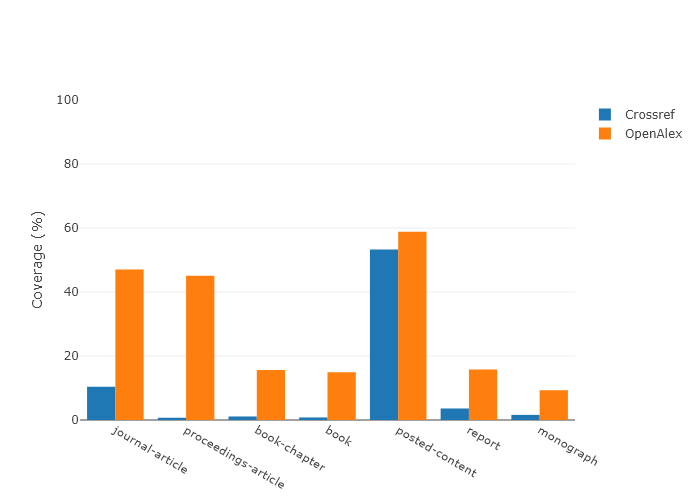 100
80
60
40
20
0
Coverage (%)
journal-article
proceedings-article
book-chapter
book
posted-content
report
monograph
Crossref
OpenAlex